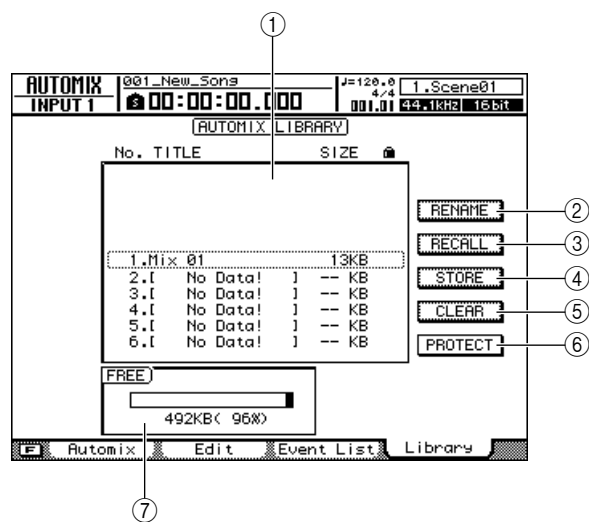 ①
AUTOMIX
INPUT 1
001_New_Song
S 00:00:00.000
♩=120.0
4/4
001.01
1.Scene01
44.1kHz 16bit
AUTOMIX LIBRARY
No. TITLE SIZE
1.Mix 01 13KB
2.[ No Data! ] -- KB
3.[ No Data! ] -- KB
4.[ No Data! ] -- KB
5.[ No Data! ] -- KB
6.[ No Data! ] -- KB
RENAME ②
RECALL ③
STORE ④
CLEAR ⑤
PROTECT ⑥
FREE
492KB( 96%)
F Automix Edit Event List Library
⑦